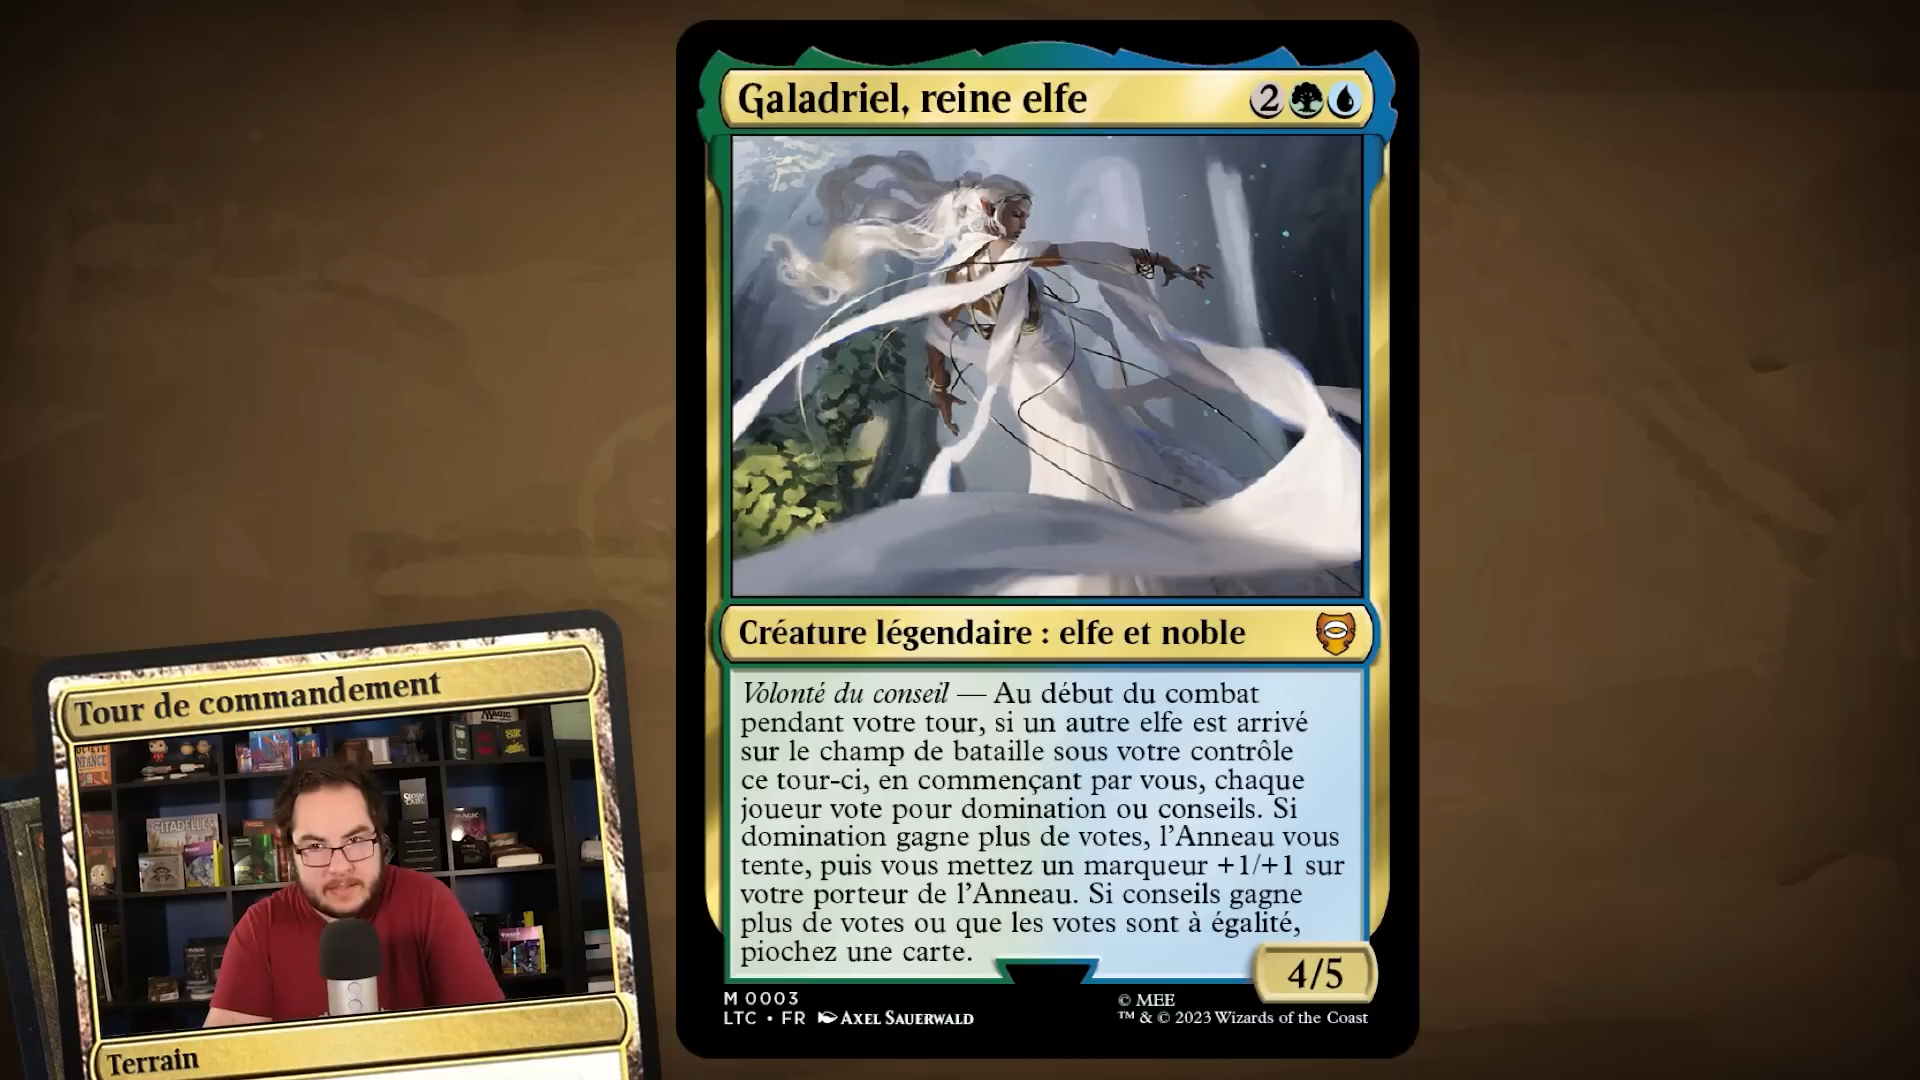 Galadriel, reine elfe
2
Créature légendaire : elfe et noble
Volonté du conseil — Au début du combat
pendant votre tour, si un autre elfe est arrivé
sur le champ de bataille sous votre contrôle
ce tour-ci, en commençant par vous, chaque
joueur vote pour domination ou conseils. Si
domination gagne plus de votes, l'Anneau vous
tente, puis vous mettez un marqueur +1/+1 sur
votre porteur de l'Anneau. Si conseils gagne
plus de votes ou que les votes sont à égalité,
piochez une carte.
4/5
M 0003
LTC • FR AXEL SAUERWALD
© MEE
™ & © 2023 Wizards of the Coast
Tour de commandement
MAGIC
CITADELLES
MAGIC
Terrain